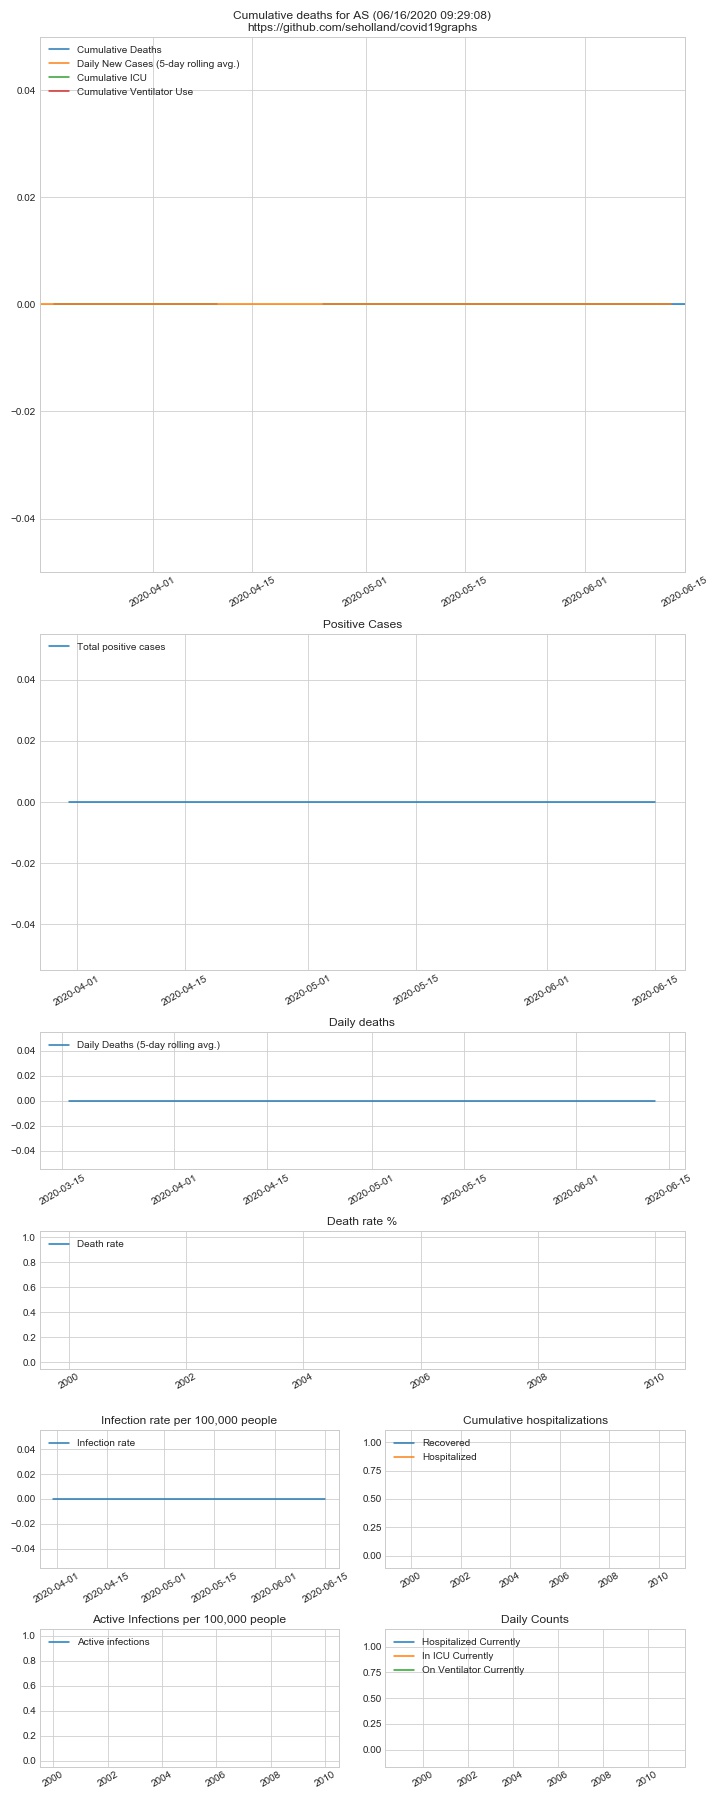 Cumulative deaths for AS (06/16/2020 09:29:08)
https://github.com/seholland/covid19graphs
Cumulative Deaths
Daily New Cases (5-day rolling avg.)
Cumulative ICU
Cumulative Ventilator Use
0.04
0.02
0.00
−0.02
−0.04
2020-04-01 2020-04-15 2020-05-01 2020-05-15 2020-06-01 2020-06-15
Positive Cases
Total positive cases
0.04
0.02
0.00
−0.02
−0.04
2020-04-01 2020-04-15 2020-05-01 2020-05-15 2020-06-01 2020-06-15
Daily deaths
Daily Deaths (5-day rolling avg.)
0.04
0.02
0.00
−0.02
−0.04
2020-03-15 2020-04-01 2020-04-15 2020-05-01 2020-05-15 2020-06-01 2020-06-15
Death rate %
Death rate
1.0
0.8
0.6
0.4
0.2
0.0
2000 2002 2004 2006 2008 2010
Infection rate per 100,000 people
Infection rate
0.04
0.02
0.00
−0.02
−0.04
2020-04-01 2020-04-15 2020-05-01 2020-05-15 2020-06-01 2020-06-15
Cumulative hospitalizations
Recovered
Hospitalized
1.00
0.75
0.50
0.25
0.00
2000 2002 2004 2006 2008 2010
Active Infections per 100,000 people
Active infections
1.0
0.8
0.6
0.4
0.2
0.0
2000 2002 2004 2006 2008 2010
Daily Counts
Hospitalized Currently
In ICU Currently
On Ventilator Currently
1.00
0.75
0.50
0.25
0.00
2000 2002 2004 2006 2008 2010